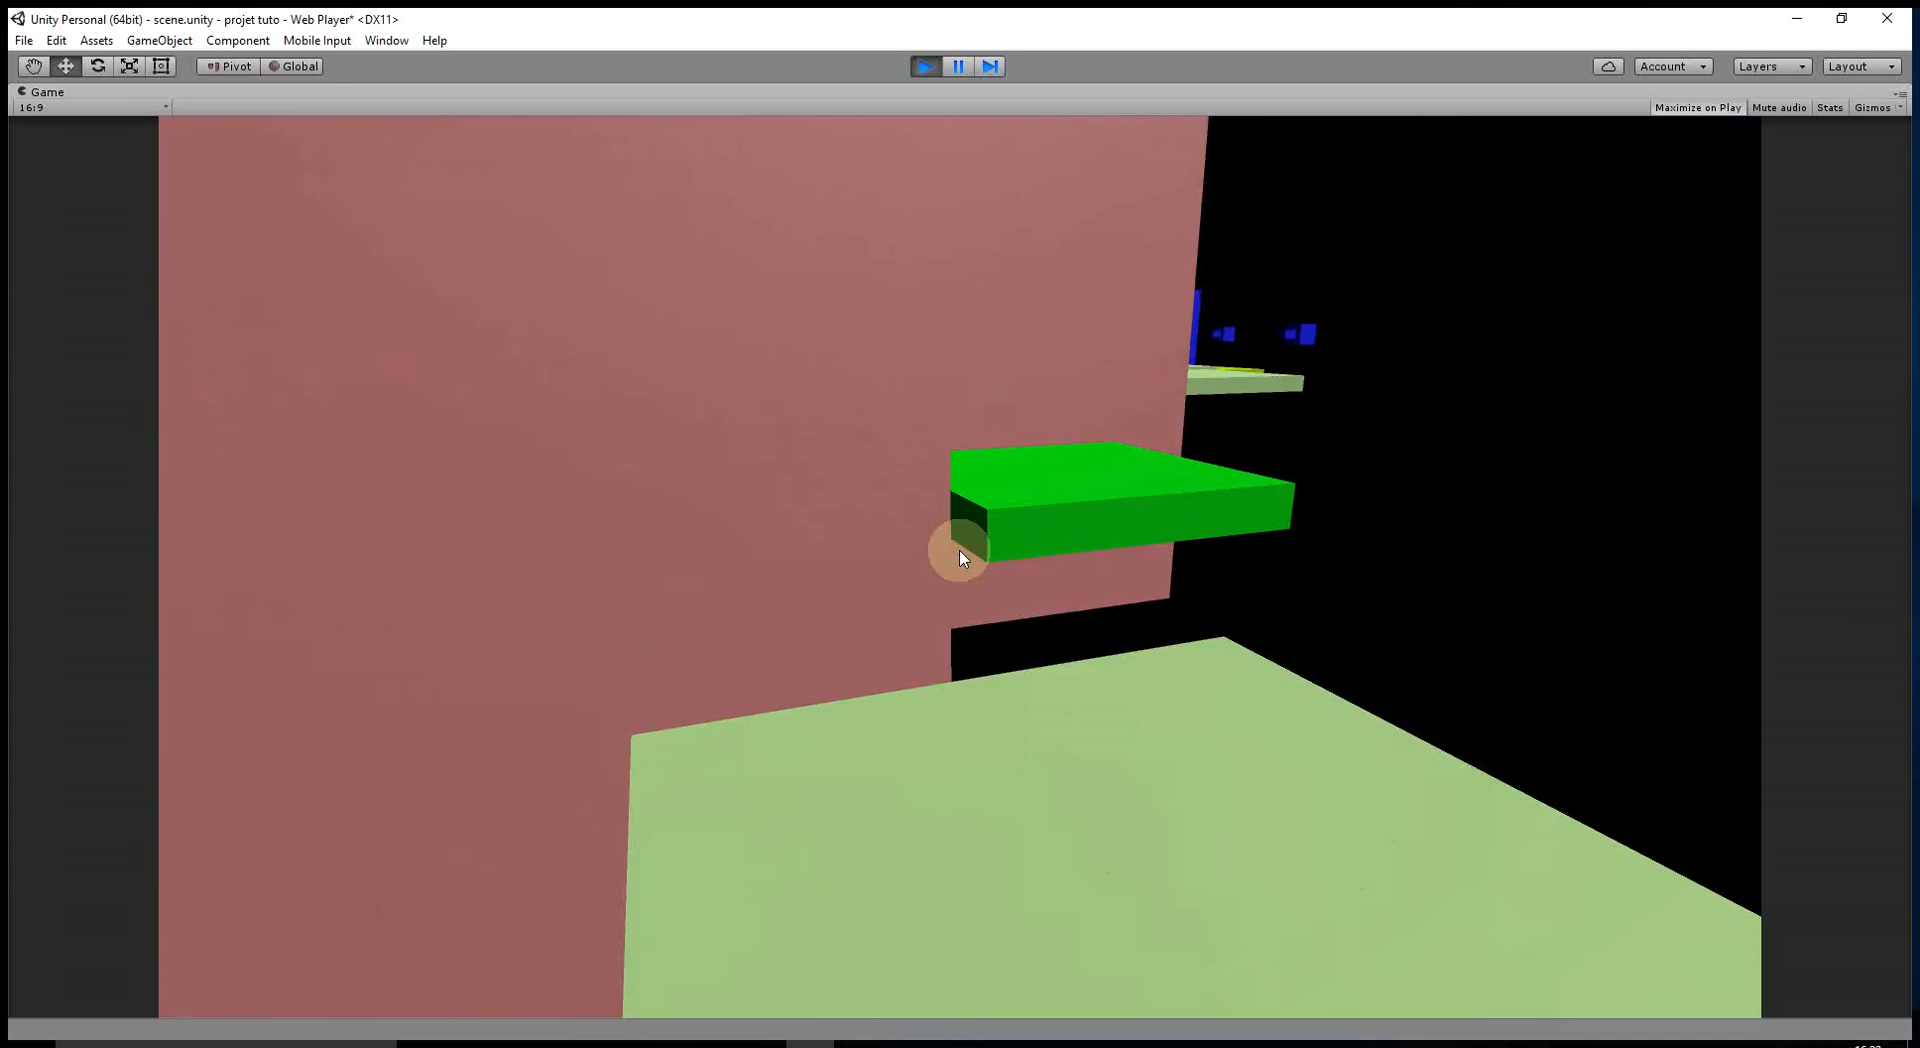 Unity Personal (64bit) - scene.unity - projet tuto - Web Player* <DX11>
File Edit Assets GameObject Component Mobile Input Window Help
Pivot Global Account Layers Layout
Game
16:9 Maximize on Play Mute audio Stats Gizmos